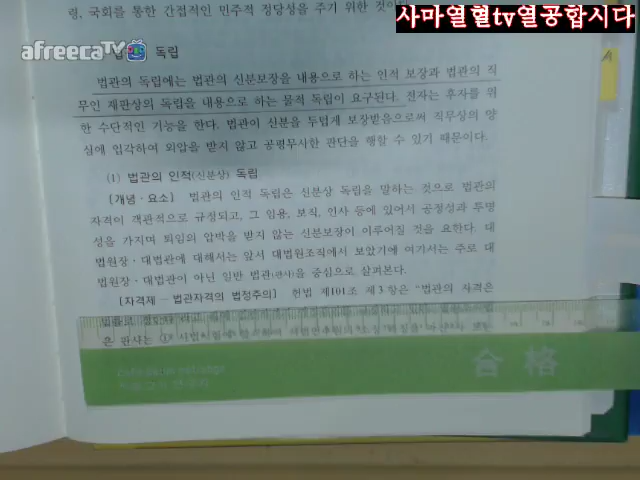 사마열혈tv열공합시다
afreecaTV
령, 국회를 통한 간접적인 민주적 정당성을 주기 위한 것이다.
독립
법관의 독립에는 법관의 신분보장을 내용으로 하는 인적 보장과 법관의 직
무인 재판상의 독립을 내용으로 하는 물적 독립이 요구된다. 전자는 후자를 위
한 수단적인 기능을 한다. 법관이 신분을 두텁게 보장받음으로써 직무상의 양
심에 입각하여 외압을 받지 않고 공평무사한 판단을 행할 수 있기 때문이다.
(1) 법관의 인적(신분상) 독립
[개념·요소] 법관의 인적 독립은 신분상 독립을 말하는 것으로 법관의
자격이 객관적으로 규정되고, 그 임용, 보직, 인사 등에 있어서 공정성과 투명
성을 가지며 퇴임의 압박을 받지 않는 신분보장이 이루어질 것을 요한다. 대
법원장·대법관에 대해서는 앞서 대법원조직에서 보았기에 여기서는 주로 대
법원장·대법관이 아닌 일반 법관(판사)을 중심으로 살펴본다.
[자격제 — 법관자격의 법정주의] 헌법 제101조 제3항은 "법관의 자격은
은 판사는 ①
合格